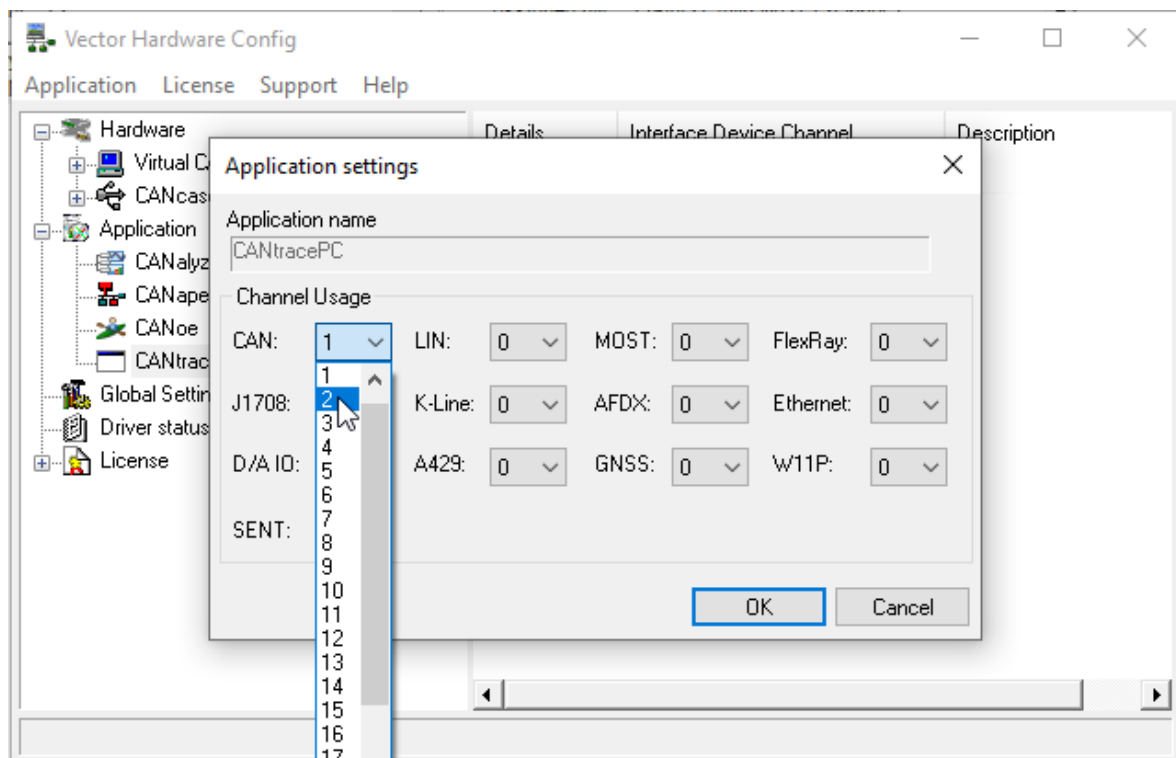 Vector Hardware Config
Application License Support Help
Hardware
Details Interface Device Channel Description
Virtual C
CANcas
Application
CANalyz
CANape
CANoe
CANtrac
Global Settin
Driver status
License
Application settings
Application name
CANtracePC
Channel Usage
CAN: 1 LIN: 0 MOST: 0 FlexRay: 0
J1708: K-Line: 0 AFDX: 0 Ethernet: 0
D/A IO: A429: 0 GNSS: 0 W11P: 0
SENT:
1
2
3
4
5
6
7
8
9
10
11
12
13
14
15
16
17
OK Cancel